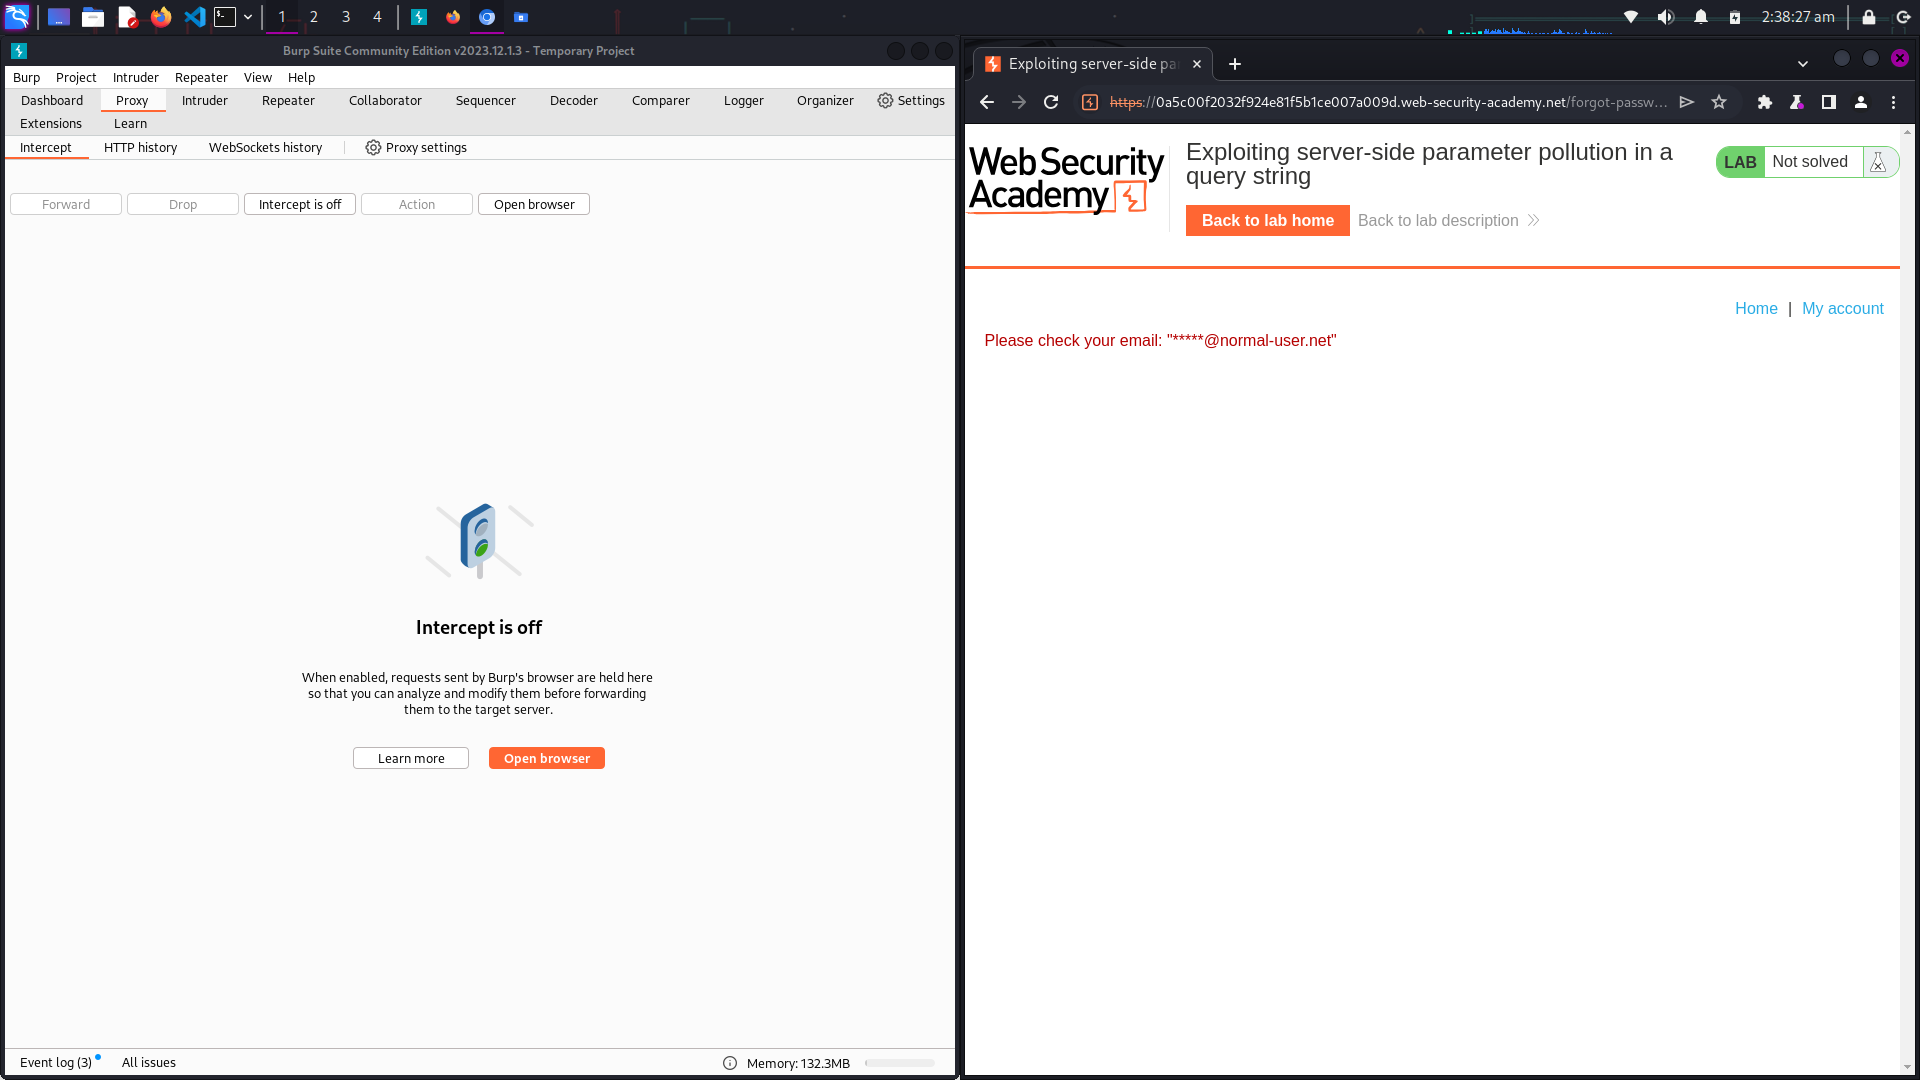 1 2 3 4 2:38:27 am
Burp Suite Community Edition v2023.12.1.3 - Temporary Project
Burp Project Intruder Repeater View Help
Dashboard Proxy Intruder Repeater Collaborator Sequencer Decoder Comparer Logger Organizer Settings
Extensions Learn
Intercept HTTP history WebSockets history Proxy settings
Forward Drop Intercept is off Action Open browser
Intercept is off
When enabled, requests sent by Burp's browser are held here
so that you can analyze and modify them before forwarding
them to the target server.
Learn more Open browser
Event log (3) All issues Memory: 132.3MB
Exploiting server-side pa
https://0a5c00f2032f924e81f5b1ce007a009d.web-security-academy.net/forgot-passw...
Web Security
Academy
Exploiting server-side parameter pollution in a
query string
LAB Not solved
Back to lab home Back to lab description
Home | My account
Please check your email: "*****@normal-user.net"